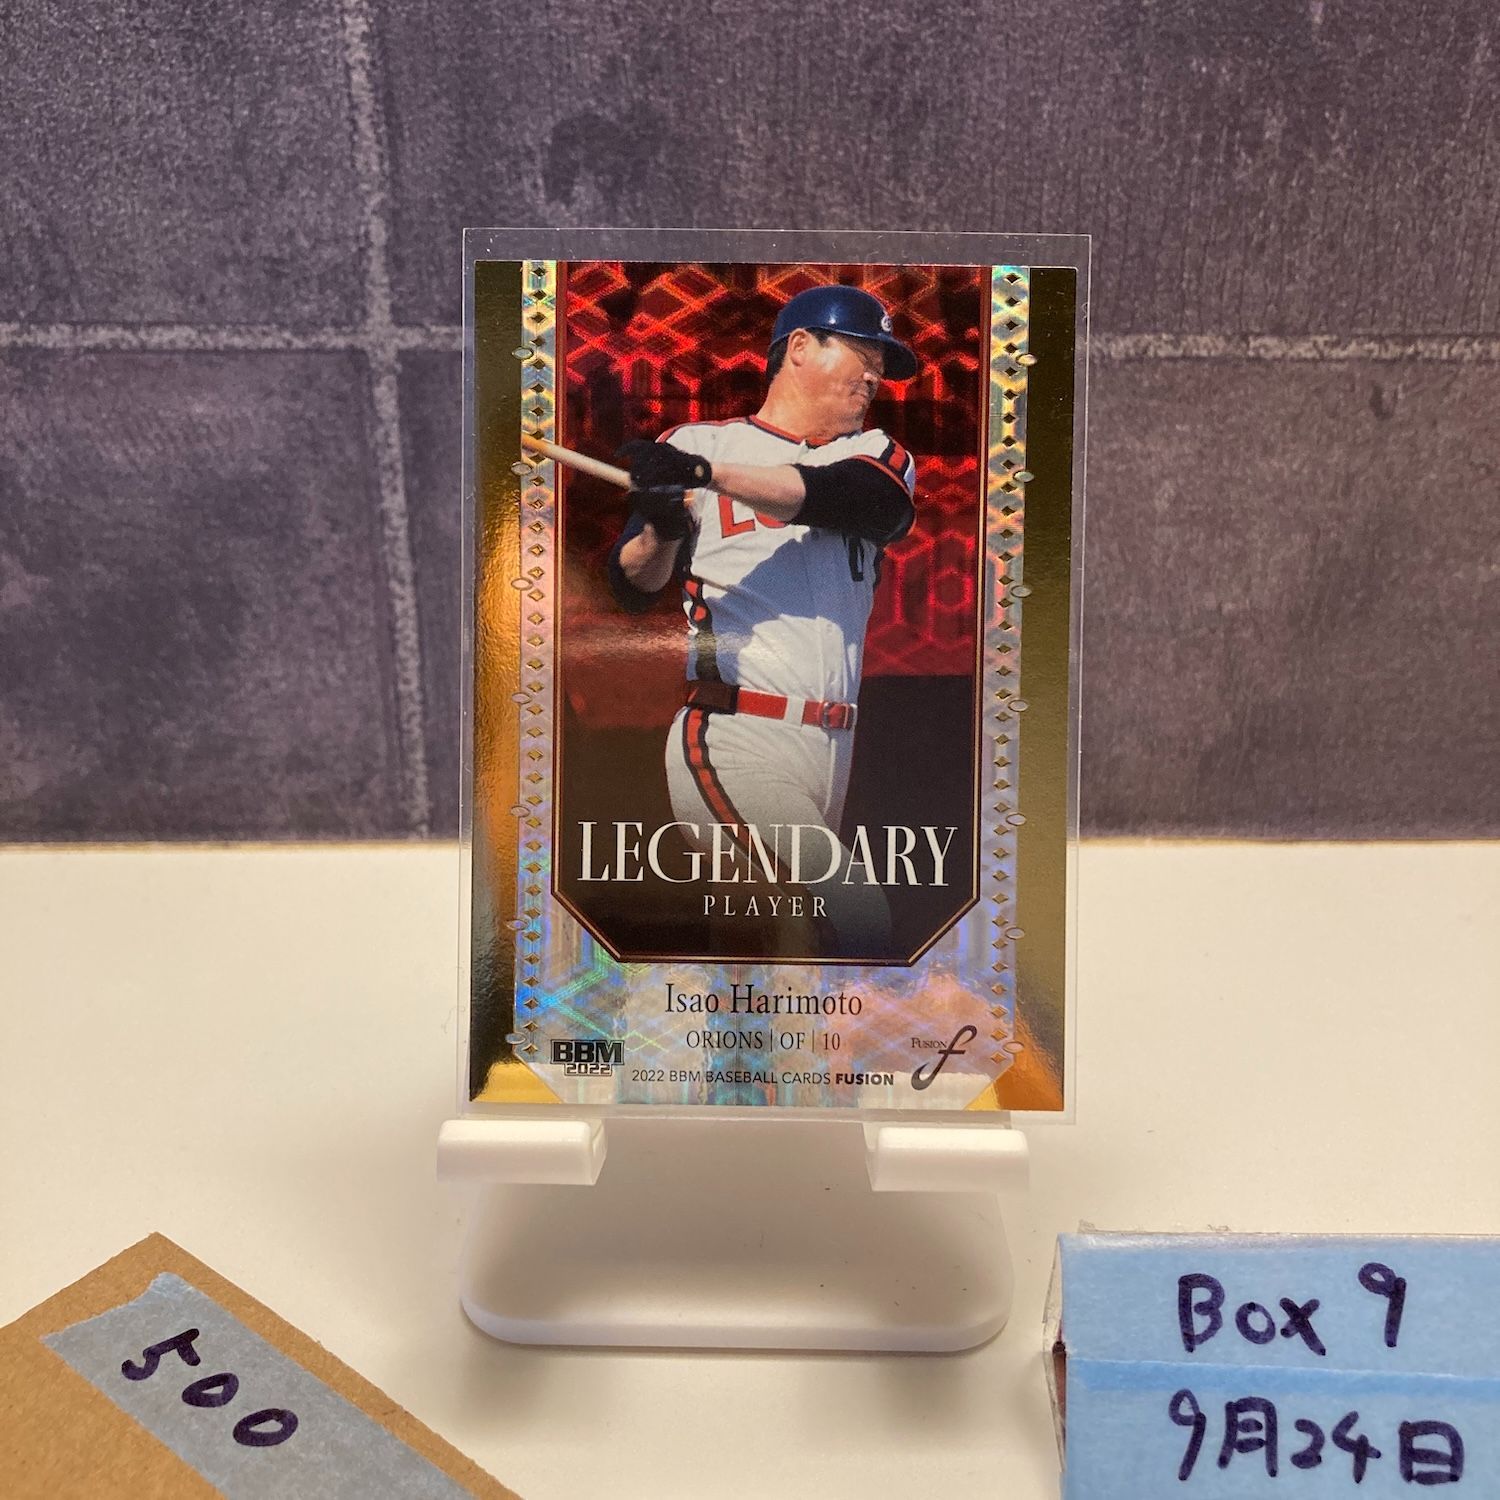 LEGENDARY
PLAYER
Isao Harimoto
ORIONS | OF | 10
BBM
2022
2022 BBM BASEBALL CARDS FUSION
FUSION f
500
Box 9
9月24日